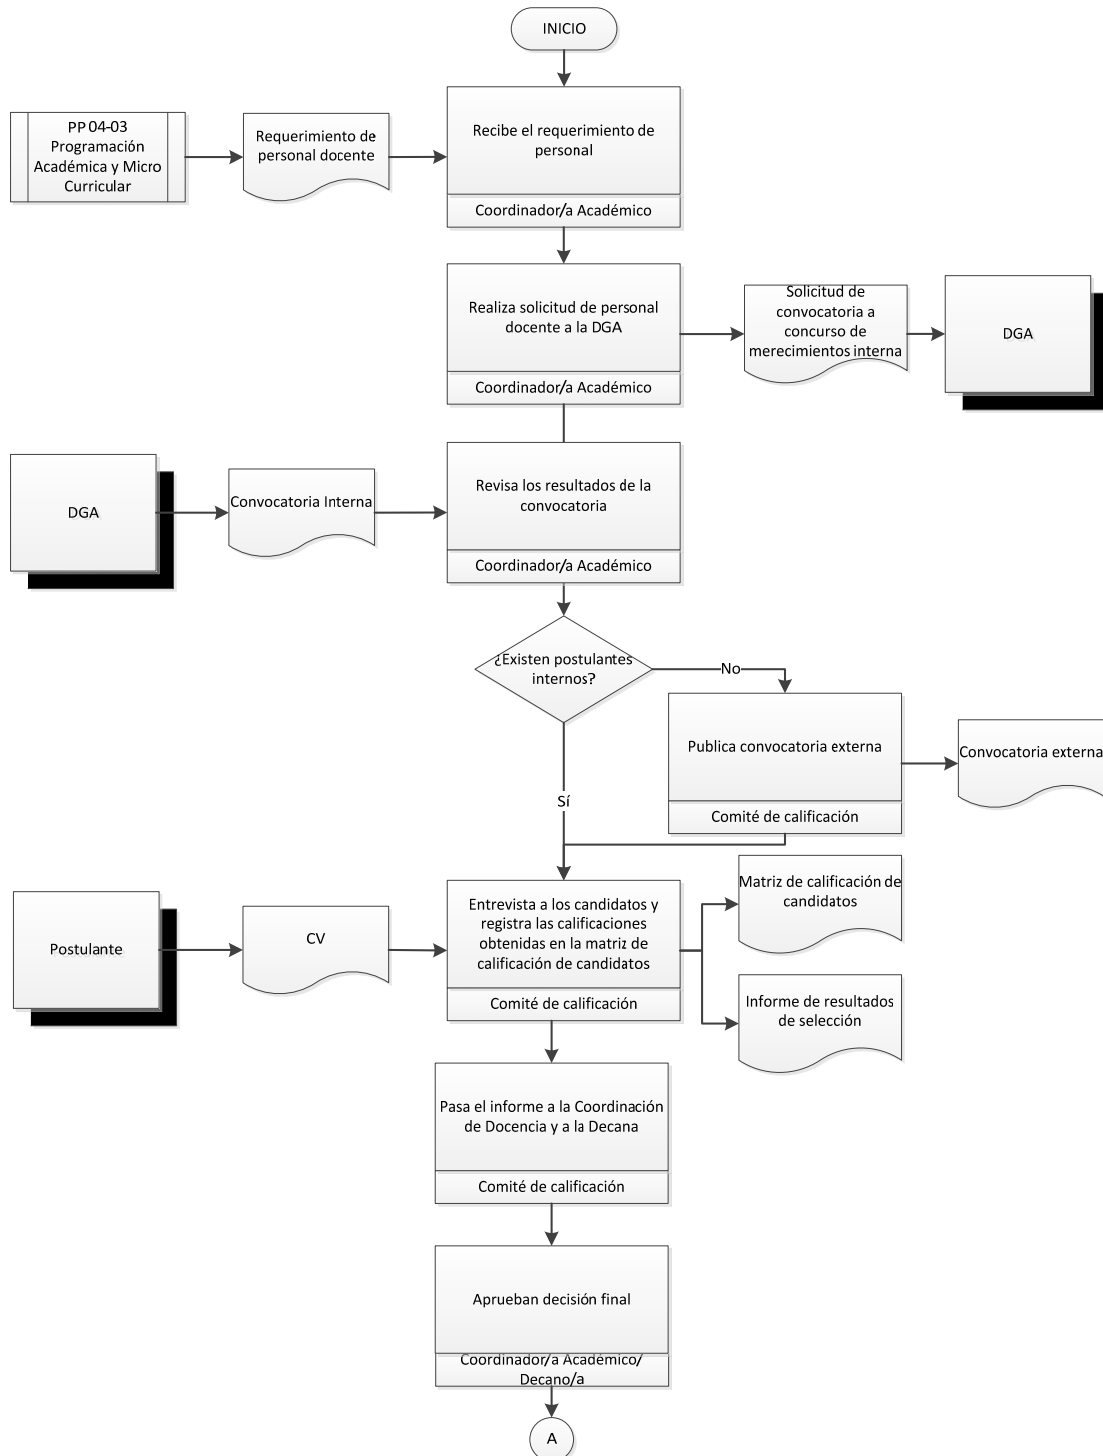 INICIO
PP 04-03
Programación
Académica y Micro
Curricular
Requerimiento de
personal docente
Recibe el requerimiento de
personal
Coordinador/a Académico
Realiza solicitud de personal
docente a la DGA
Coordinador/a Académico
Solicitud de
convocatoria a
concurso de
merecimientos interna
DGA
DGA
Convocatoria Interna
Revisa los resultados de la
convocatoria
Coordinador/a Académico
¿Existen postulantes
internos?
No
Sí
Publica convocatoria externa
Comité de calificación
Convocatoria externa
Postulante
CV
Entrevista a los candidatos y
registra las calificaciones
obtenidas en la matriz de
calificación de candidatos
Comité de calificación
Matriz de calificación de
candidatos
Informe de resultados
de selección
Pasa el informe a la Coordinación
de Docencia y a la Decana
Comité de calificación
Aprueban decisión final
Coordinador/a Académico/
Decano/a
A